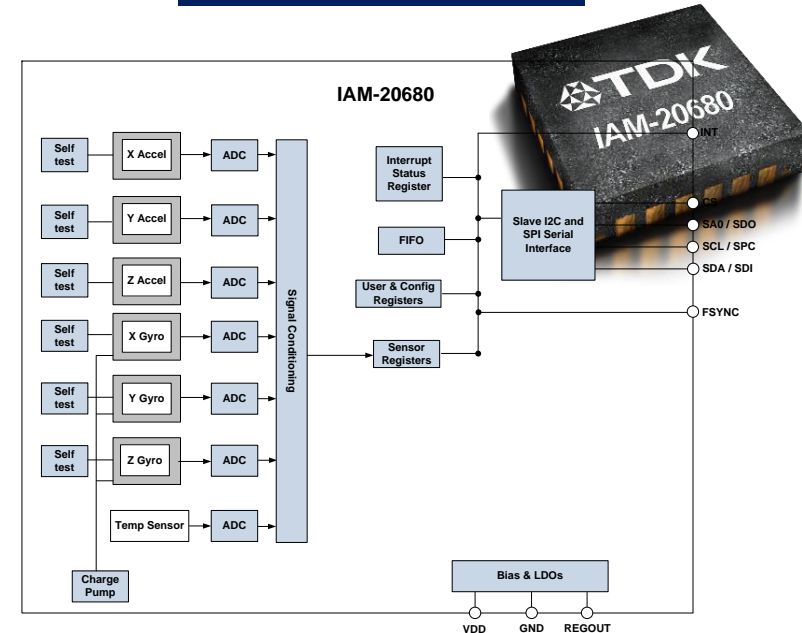 TDK
IAM-20680
IAM-20680
Self
test
X Accel
ADC
Self
test
Y Accel
ADC
Self
test
Z Accel
ADC
Self
test
X Gyro
ADC
Self
test
Y Gyro
ADC
Self
test
Z Gyro
ADC
Temp Sensor
ADC
Charge
Pump
Signal Conditioning
Interrupt
Status
Register
FIFO
User & Config
Registers
Sensor
Registers
Slave I2C and
SPI Serial
Interface
INT
CS
SA0 / SDO
SCL / SPC
SDA / SDI
FSYNC
Bias & LDOs
VDD
GND
REGOUT